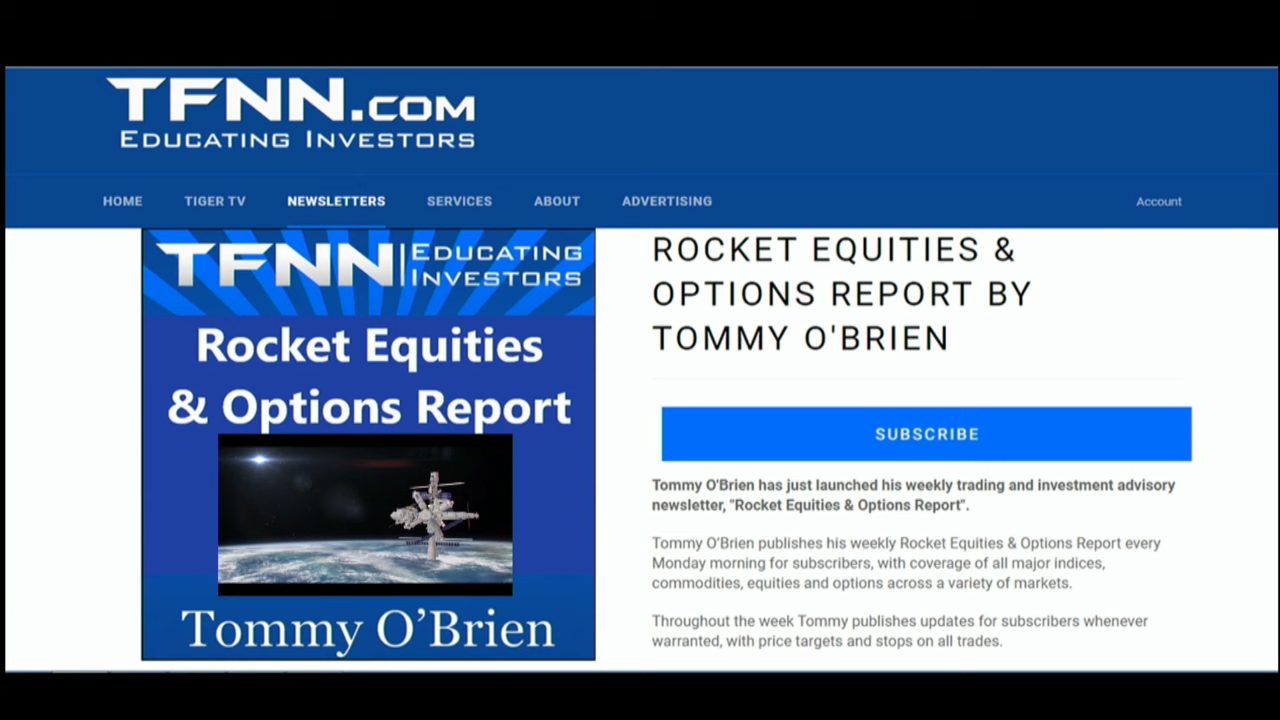 TFNN.COM
EDUCATING INVESTORS
HOME TIGER TV NEWSLETTERS SERVICES ABOUT ADVERTISING Account
TFNN EDUCATING
INVESTORS
Rocket Equities
& Options Report
Tommy O’Brien
ROCKET EQUITIES &
OPTIONS REPORT BY
TOMMY O'BRIEN
SUBSCRIBE
Tommy O'Brien has just launched his weekly trading and investment advisory
newsletter, "Rocket Equities & Options Report".
Tommy O'Brien publishes his weekly Rocket Equities & Options Report every
Monday morning for subscribers, with coverage of all major indices,
commodities, equities and options across a variety of markets.
Throughout the week Tommy publishes updates for subscribers whenever
warranted, with price targets and stops on all trades.